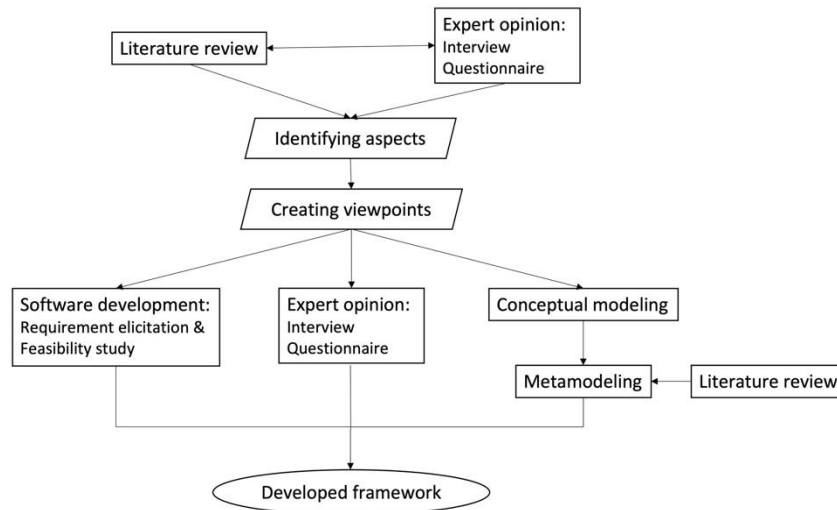 Literature review
Expert opinion:
Interview
Questionnaire
Identifying aspects
Creating viewpoints
Software development:
Requirement elicitation &
Feasibility study
Expert opinion:
Interview
Questionnaire
Conceptual modeling
Metamodeling
Literature review
Developed framework